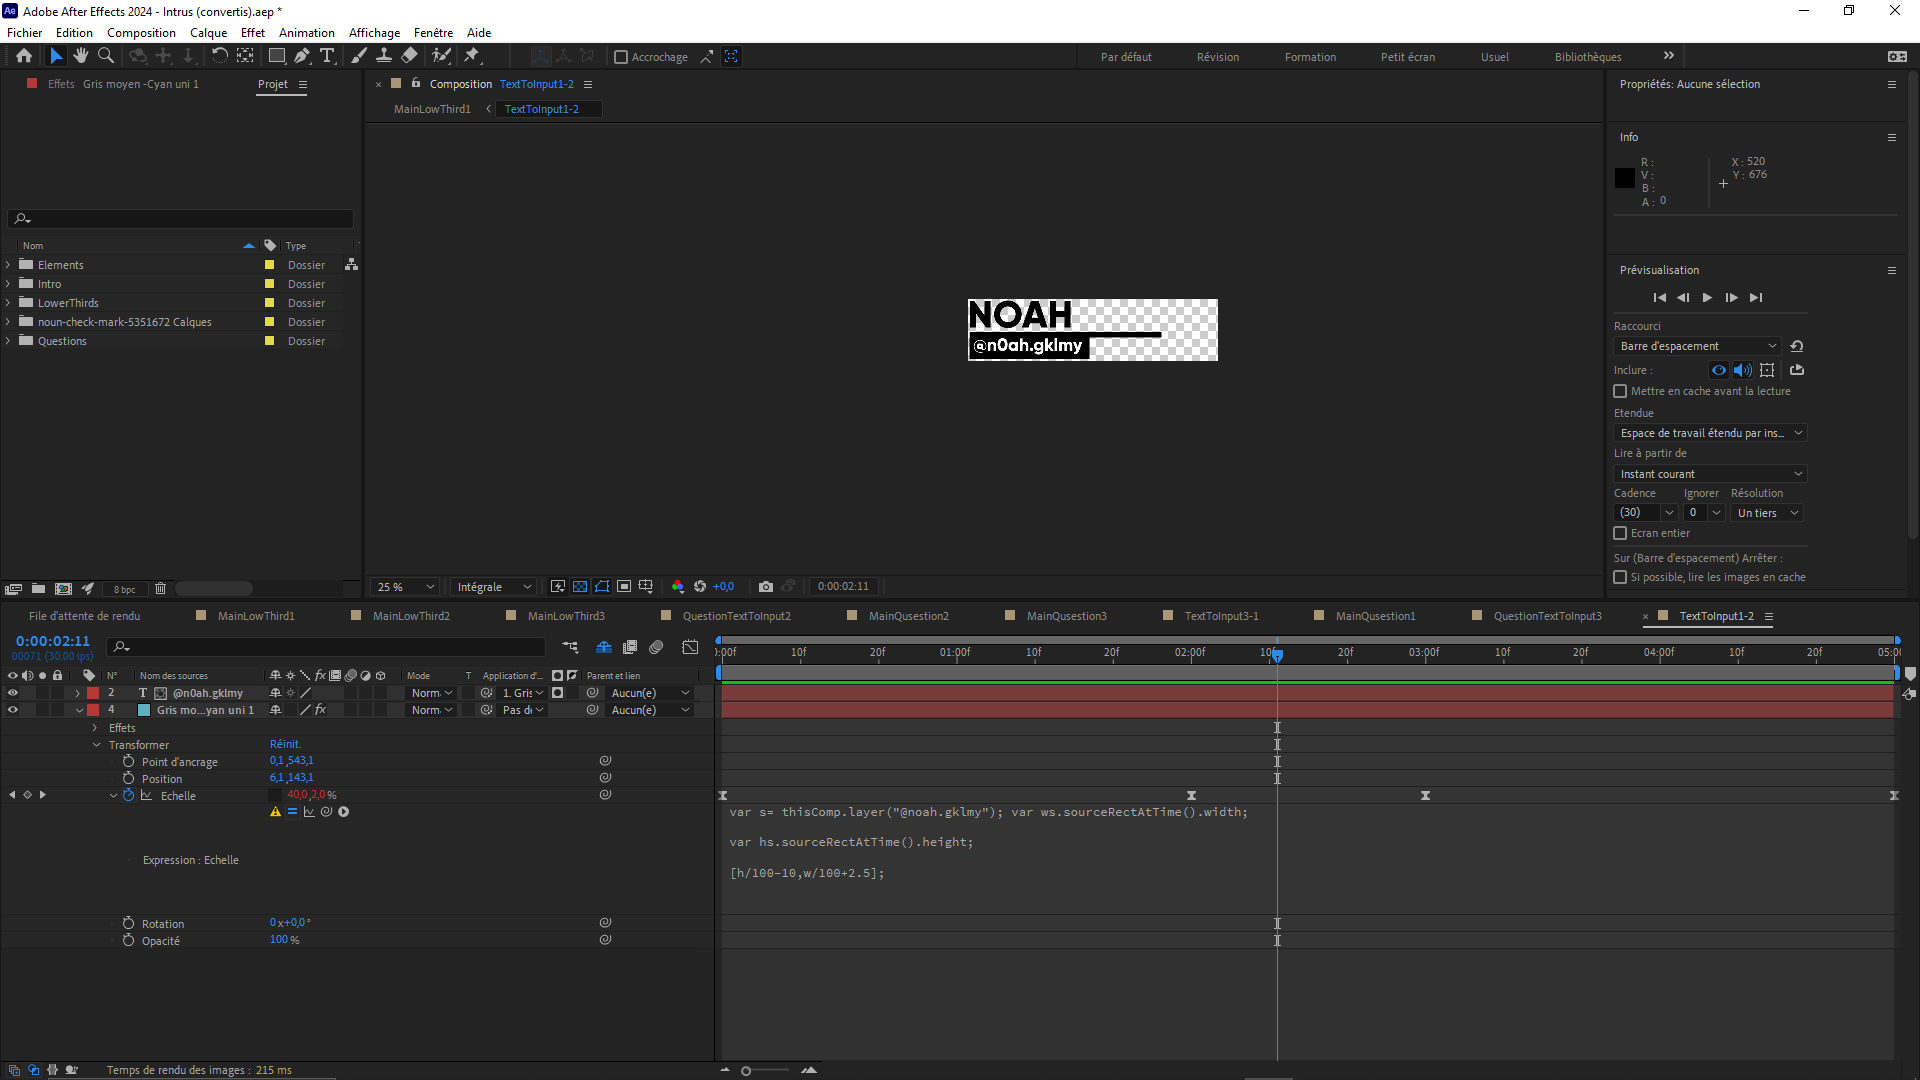 Adobe After Effects 2024 - Intrus (convertis).aep *
Fichier Edition Composition Calque Effet Animation Affichage Fenêtre Aide
Accrochage
Par défaut Révision Formation Petit écran Usuel Bibliothèques
Effets Gris moyen -Cyan uni 1 Projet
Nom Type
Elements Dossier
Intro Dossier
LowerThirds Dossier
noun-check-mark-5351672 Calques Dossier
Questions Dossier
8 bpc
Composition TextToInput1-2
MainLowThird1 TextToInput1-2
NOAH
@n0ah.gklmy
25 % Intégrale +0,0 0:00:02:11
Propriétés: Aucune sélection
Info
R :
V :
B :
A : 0
X : 520
Y : 676
Prévisualisation
Raccourci
Barre d'espacement
Inclure :
Mettre en cache avant la lecture
Etendue
Espace de travail étendu par ins...
Lire à partir de
Instant courant
Cadence Ignorer Résolution
(30) 0 Un tiers
Ecran entier
Sur (Barre d'espacement) Arrêter :
Si possible, lire les images en cache
File d'attente de rendu MainLowThird1 MainLowThird2 MainLowThird3 QuestionTextToInput2 MainQusestion2 MainQusestion3 TextToInput3-1 MainQusestion1 QuestionTextToInput3 TextToInput1-2
0:00:02:11
00071 (30.00 ips)
):00f 10f 20f 01:00f 10f 20f 02:00f 10f 20f 03:00f 10f 20f 04:00f 10f 20f 05:00
N° Nom des sources Mode T Application d'... Parent et lien
2 T @n0ah.gklmy Norm 1. Gris Aucun(e)
4 Gris mo...yan uni 1 fx Norm Pas de Aucun(e)
Effets
Transformer Réinit.
Point d'ancrage 0,1,543,1
Position 6,1,143,1
Echelle 40,0,2,0 %
Expression : Echelle
var s= thisComp.layer("@noah.gklmy"); var ws.sourceRectAtTime().width;
var hs.sourceRectAtTime().height;
[h/100-10,w/100+2.5];
Rotation 0 x+0,0 °
Opacité 100 %
Temps de rendu des images : 215 ms